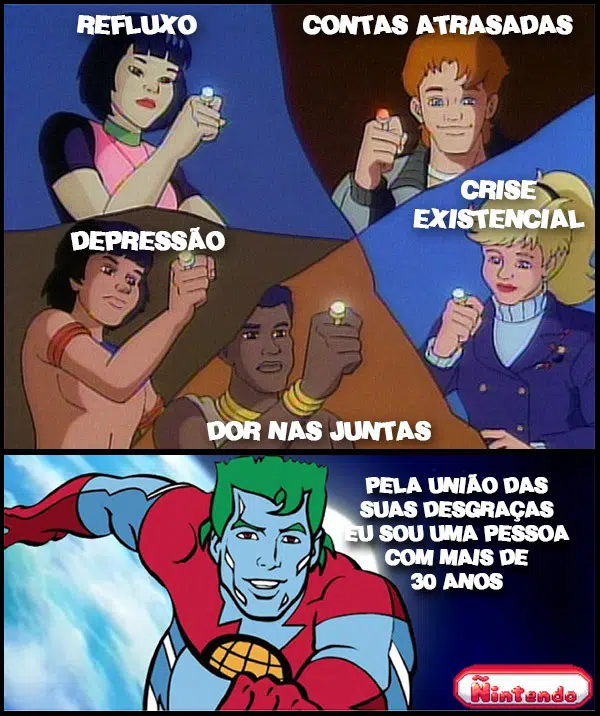 REFLUXO
CONTAS ATRASADAS
CRISE
EXISTENCIAL
DEPRESSÃO
DOR NAS JUNTAS
PELA UNIÃO DAS
SUAS DESGRAÇAS
EU SOU UMA PESSOA
COM MAIS DE
30 ANOS
Ñintendo